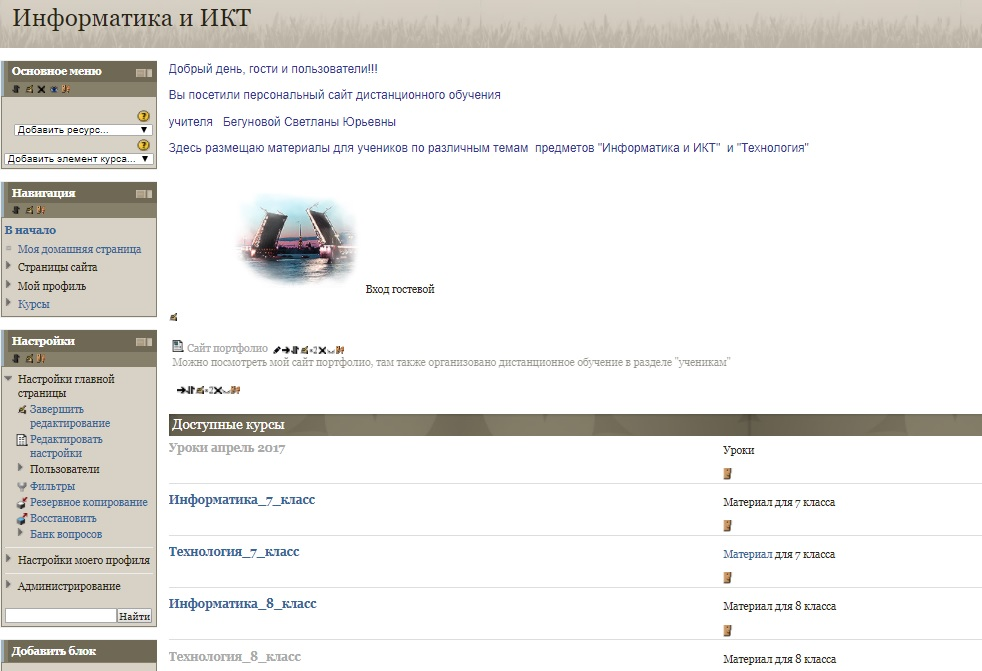 Информатика и ИКТ
Основное меню
Добавить ресурс...
Добавить элемент курса...
Навигация
В начало
Моя домашняя страница
Страницы сайта
Мой профиль
Курсы
Настройки
Настройки главной
страницы
Завершить
редактирование
Редактировать
настройки
Пользователи
Фильтры
Резервное копирование
Восстановить
Банк вопросов
Настройки моего профиля
Администрирование
Найти
Добавить блок
Добрый день, гости и пользователи!!!
Вы посетили персональный сайт дистанционного обучения
учителя Бегуновой Светланы Юрьевны
Здесь размещаю материалы для учеников по различным темам предметов "Информатика и ИКТ" и "Технология"
Вход гостевой
Сайт портфолио
Можно посмотреть мой сайт портфолио, там также организовано дистанционное обучение в разделе "ученикам"
Доступные курсы
Уроки апрель 2017 Уроки
Информатика_7_класс Материал для 7 класса
Технология_7_класс Материал для 7 класса
Информатика_8_класс Материал для 8 класса
Технология_8_класс Материал для 8 класса